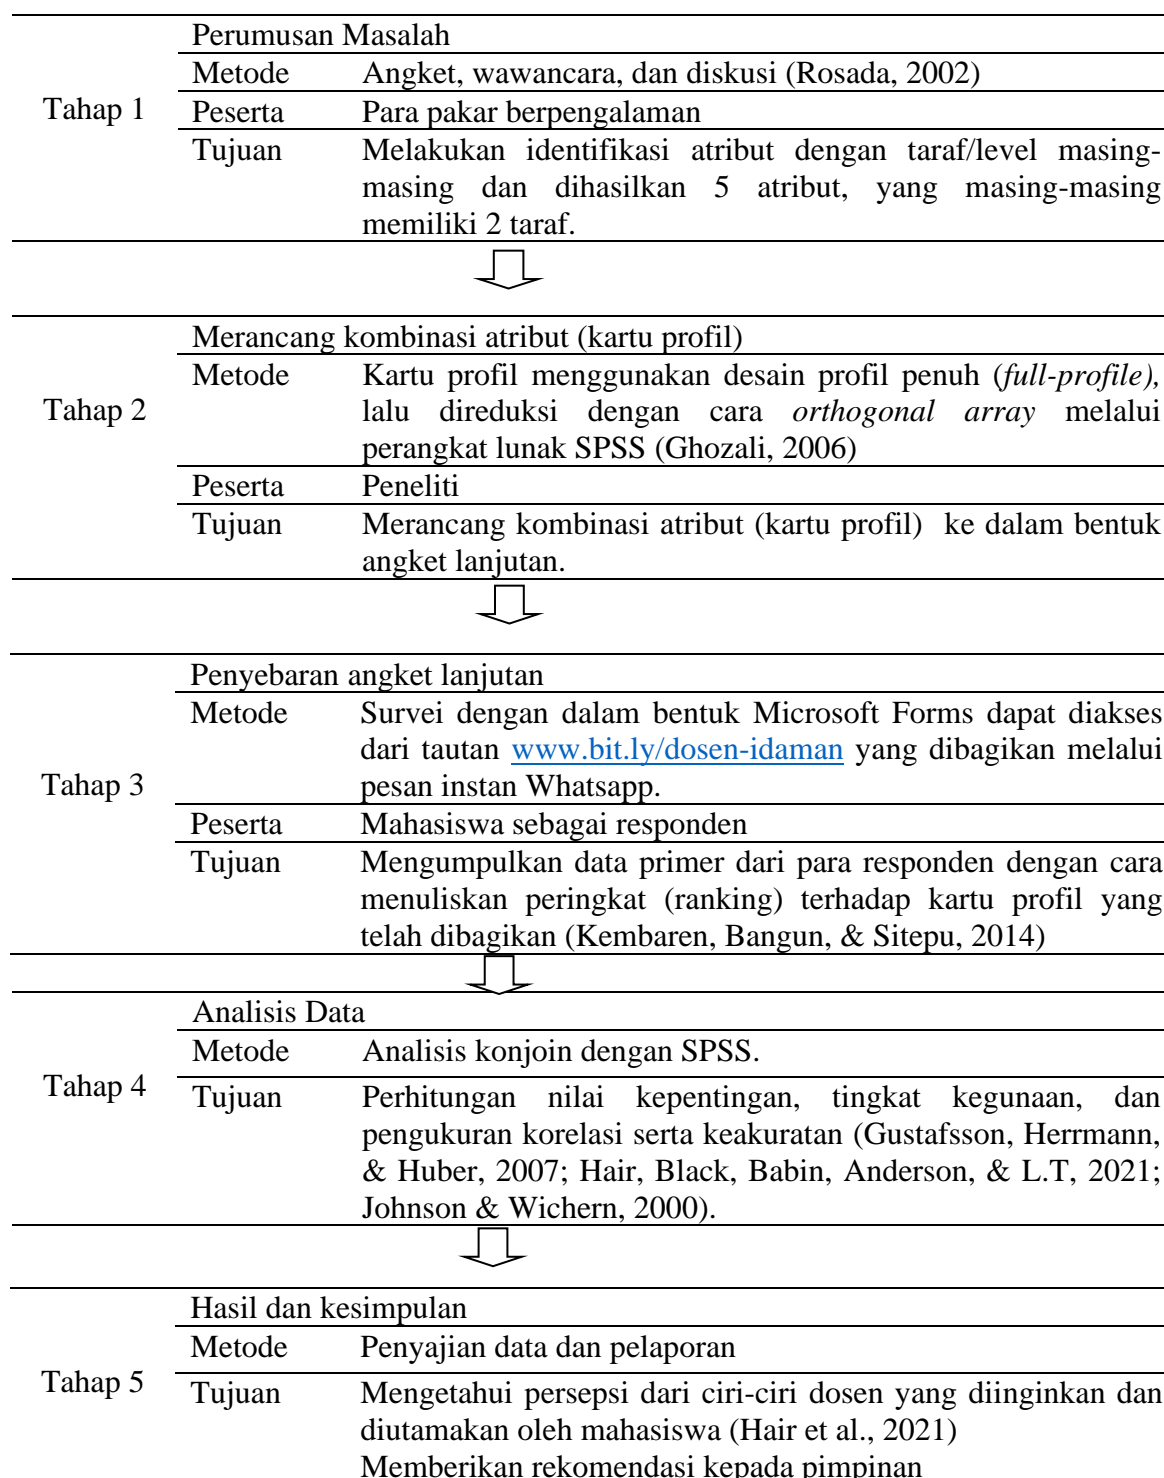 Perumusan Masalah
Metode Angket, wawancara, dan diskusi (Rosada, 2002)
Tahap 1 Peserta Para pakar berpengalaman
Tujuan Melakukan identifikasi atribut dengan taraf/level masing-
masing dan dihasilkan 5 atribut, yang masing-masing
memiliki 2 taraf.
Merancang kombinasi atribut (kartu profil)
Metode Kartu profil menggunakan desain profil penuh (full-profile),
Tahap 2 lalu direduksi dengan cara orthogonal array melalui
perangkat lunak SPSS (Ghozali, 2006)
Peserta Peneliti
Tujuan Merancang kombinasi atribut (kartu profil) ke dalam bentuk
angket lanjutan.
Penyebaran angket lanjutan
Metode Survei dengan dalam bentuk Microsoft Forms dapat diakses
dari tautan www.bit.ly/dosen-idaman yang dibagikan melalui
Tahap 3 pesan instan Whatsapp.
Peserta Mahasiswa sebagai responden
Tujuan Mengumpulkan data primer dari para responden dengan cara
menuliskan peringkat (ranking) terhadap kartu profil yang
telah dibagikan (Kembaren, Bangun, & Sitepu, 2014)
Analisis Data
Metode Analisis konjoin dengan SPSS.
Tahap 4 Tujuan Perhitungan nilai kepentingan, tingkat kegunaan, dan
pengukuran korelasi serta keakuratan (Gustafsson, Herrmann,
& Huber, 2007; Hair, Black, Babin, Anderson, & L.T, 2021;
Johnson & Wichern, 2000).
Hasil dan kesimpulan
Metode Penyajian data dan pelaporan
Tahap 5 Tujuan Mengetahui persepsi dari ciri-ciri dosen yang diinginkan dan
diutamakan oleh mahasiswa (Hair et al., 2021)
Memberikan rekomendasi kepada pimpinan